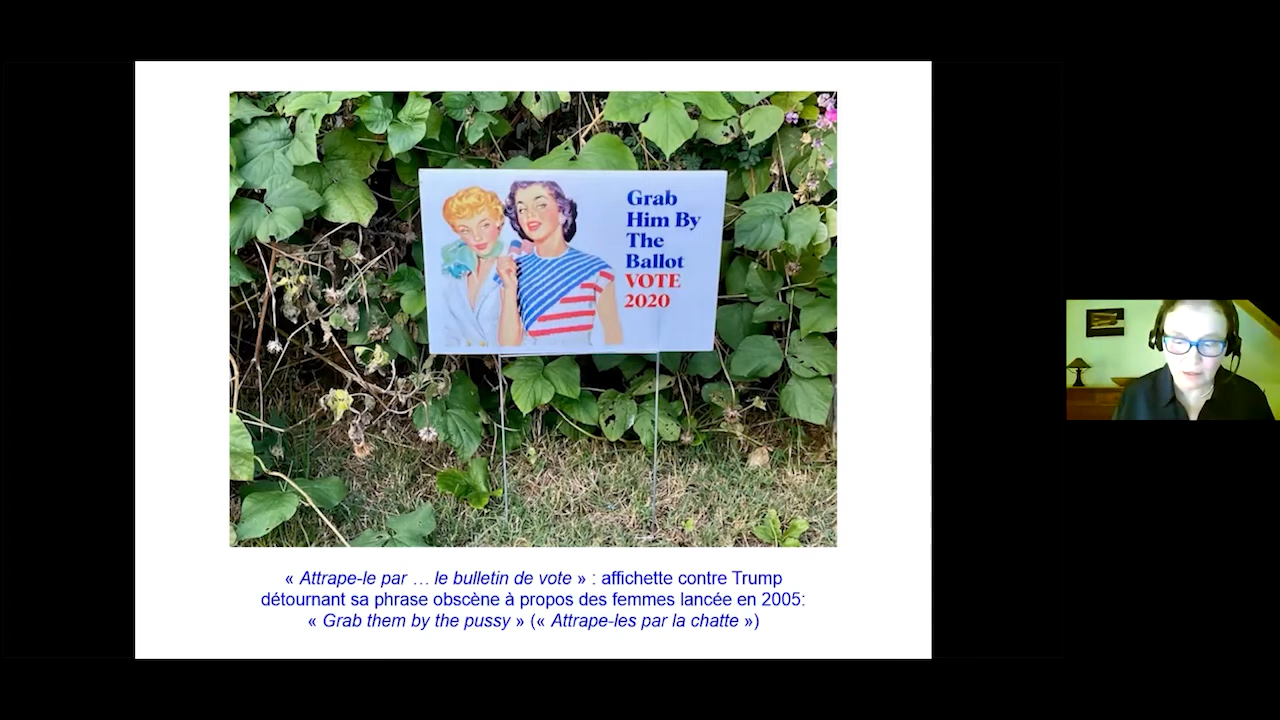 Grab
Him By
The
Ballot
VOTE
2020
« Attrape-le par … le bulletin de vote » : affichette contre Trump
détournant sa phrase obscène à propos des femmes lancée en 2005:
« Grab them by the pussy » (« Attrape-les par la chatte »)